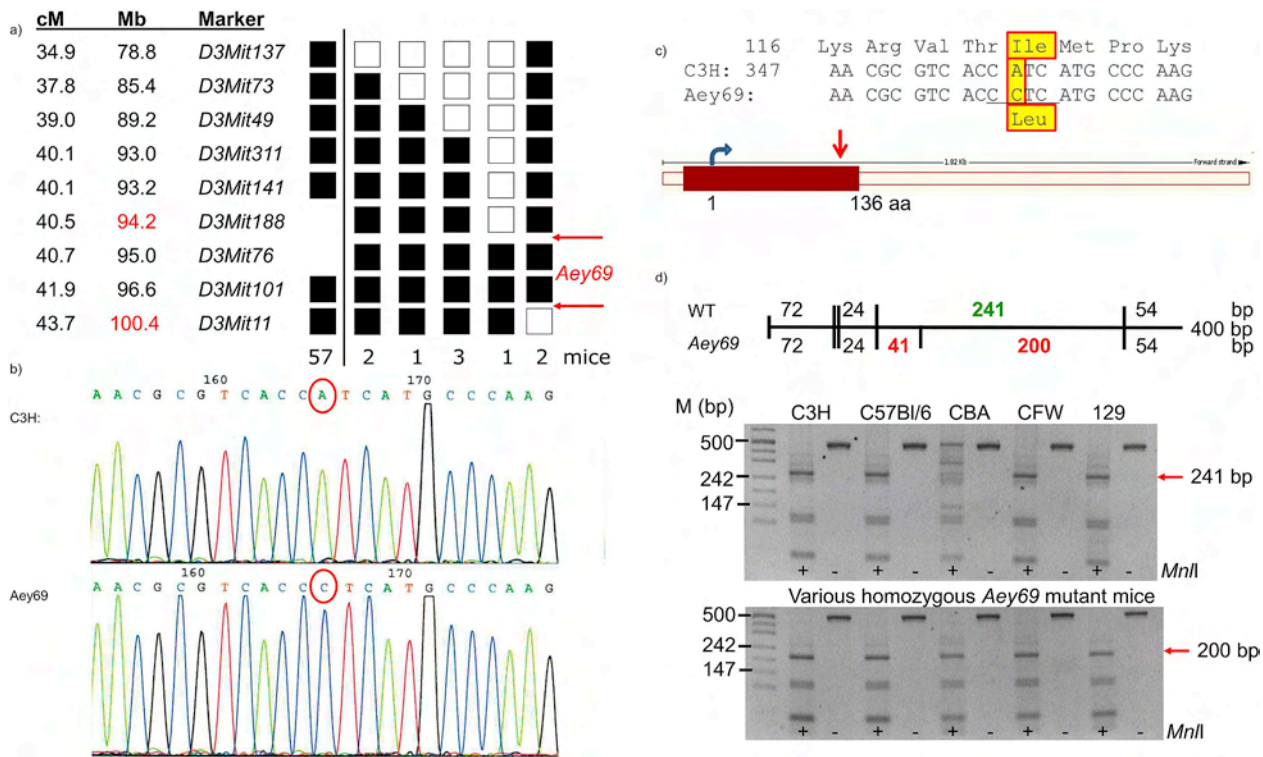 a)
cM Mb Marker
34.9 78.8 D3Mit137
37.8 85.4 D3Mit73
39.0 89.2 D3Mit49
40.1 93.0 D3Mit311
40.1 93.2 D3Mit141
40.5 94.2 D3Mit188
40.7 95.0 D3Mit76
Aey69
41.9 96.6 D3Mit101
43.7 100.4 D3Mit11
57 2 1 3 1 2 mice
b)
160 170
A A C G C G T C A C C A T C A T G C C C A A G
C3H:
160 170
A A C G C G T C A C C C T C A T G C C C A A G
Aey69
c)
116 Lys Arg Val Thr Ile Met Pro Lys
C3H: 347 AA CGC GTC ACC ATC ATG CCC AAG
Aey69: AA CGC GTC ACC CTC ATG CCC AAG
Leu
1.82 Kb Forward strand
1 136 aa
d)
WT 72 24 241 54 bp
400 bp
Aey69 72 24 41 200 54 bp
M (bp) C3H C57Bl/6 CBA CFW 129
500
242
147
241 bp
+ - + - + - + - + - MnlI
Various homozygous Aey69 mutant mice
500
242
147
200 bp
+ - + - + - + - + - MnlI